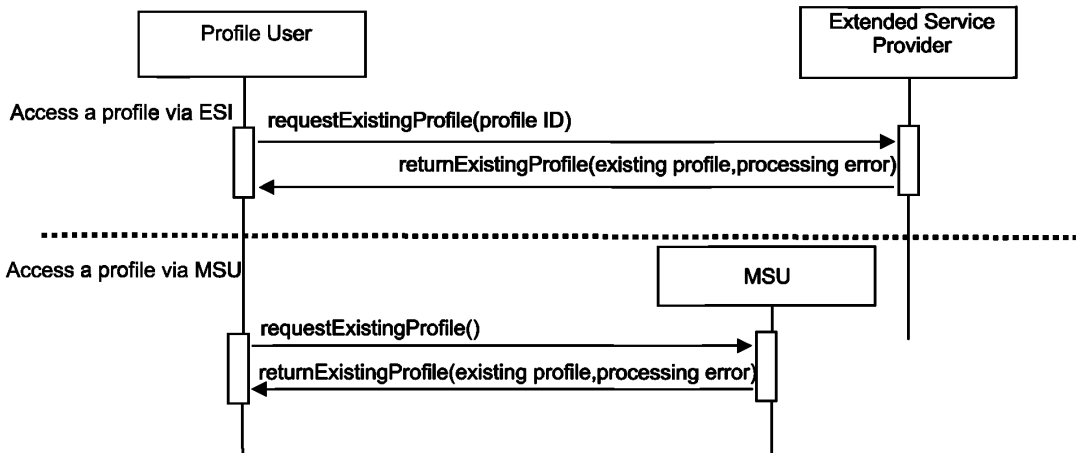 Profile User
Extended Service
Provider
Access a profile via ESI
requestExistingProfile(profile ID)
returnExistingProfile(existing profile,processing error)
Access a profile via MSU
MSU
requestExistingProfile()
returnExistingProfile(existing profile,processing error)